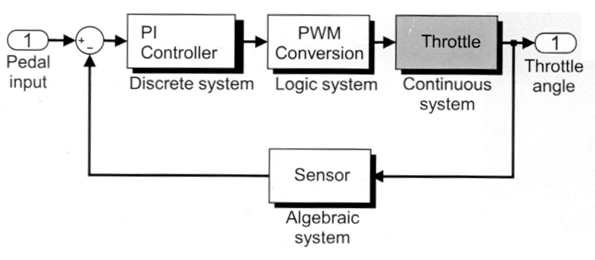 1
Pedal
input
+
−
PI
Controller
Discrete system
PWM
Conversion
Logic system
Throttle
Continuous
system
1
Throttle
angle
Sensor
Algebraic
system